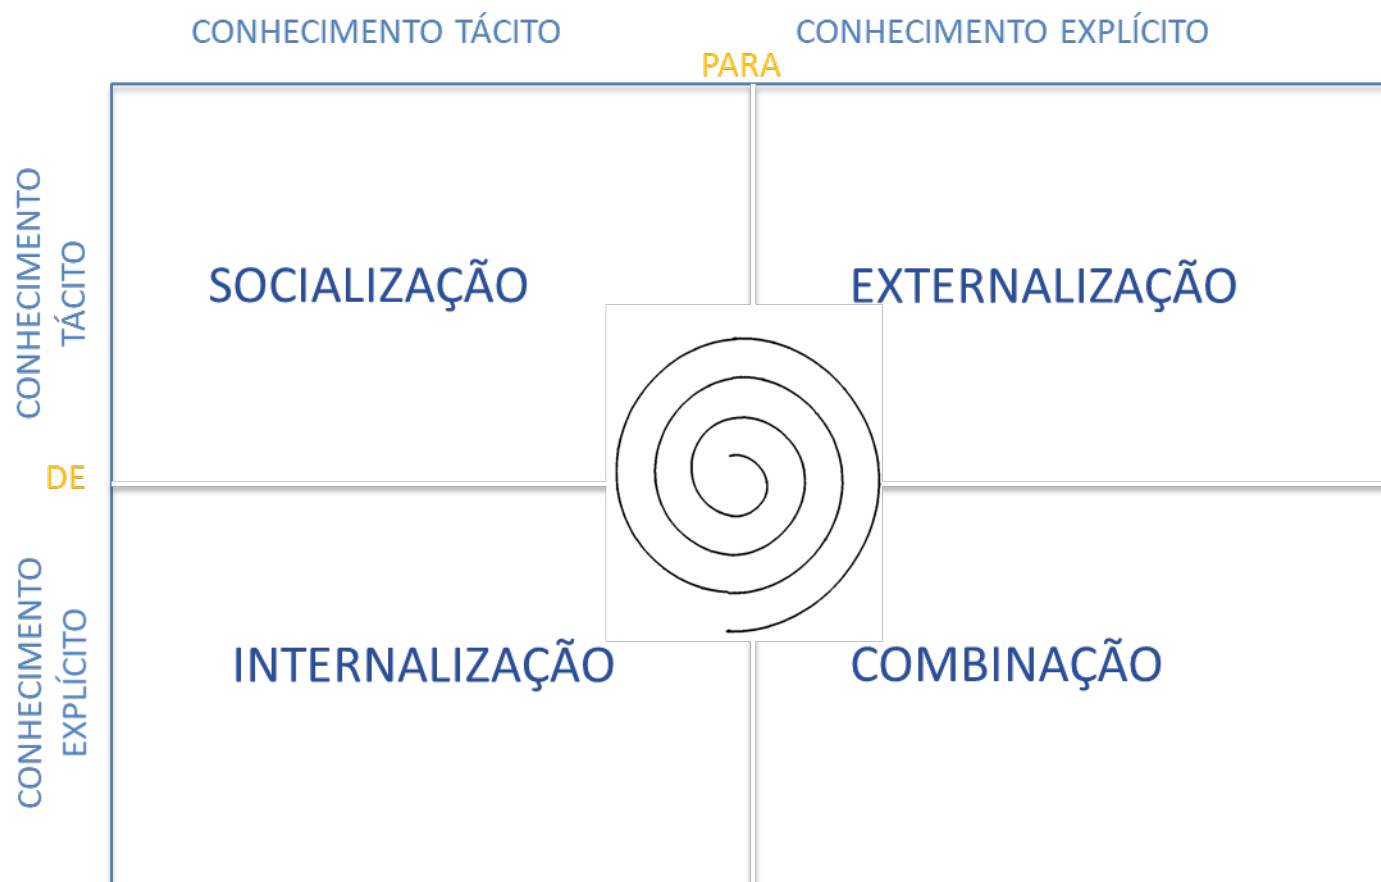 CONHECIMENTO TÁCITO
CONHECIMENTO EXPLÍCITO
PARA
CONHECIMENTO
TÁCITO
SOCIALIZAÇÃO
EXTERNALIZAÇÃO
DE
CONHECIMENTO
EXPLÍCITO
INTERNALIZAÇÃO
COMBINAÇÃO